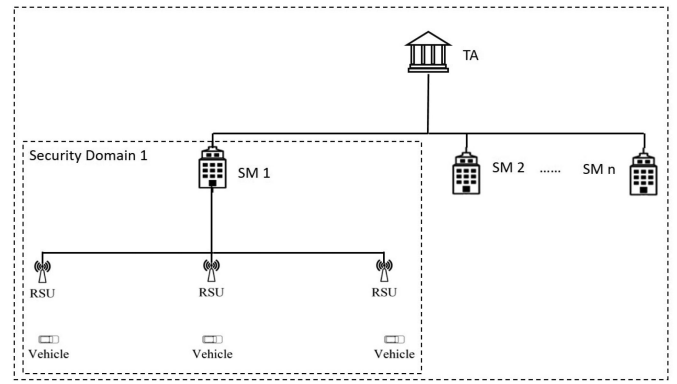 TA
Security Domain 1
SM 1
SM 2 ...... SM n
RSU RSU RSU
Vehicle Vehicle Vehicle